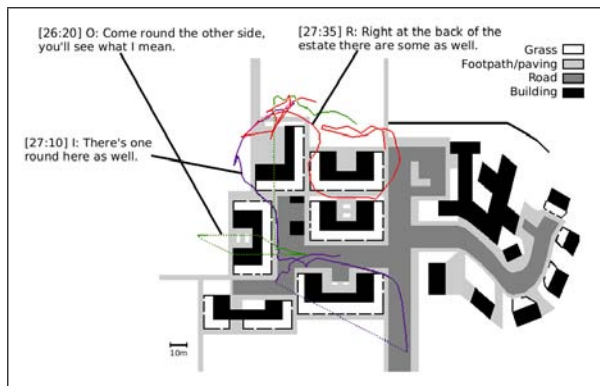 [26:20] O: Come round the other side,
you'll see what I mean.
[27:35] R: Right at the back of the
estate there are some as well.
Grass
Footpath/paving
Road
Building
[27:10] I: There's one
round here as well.
10m